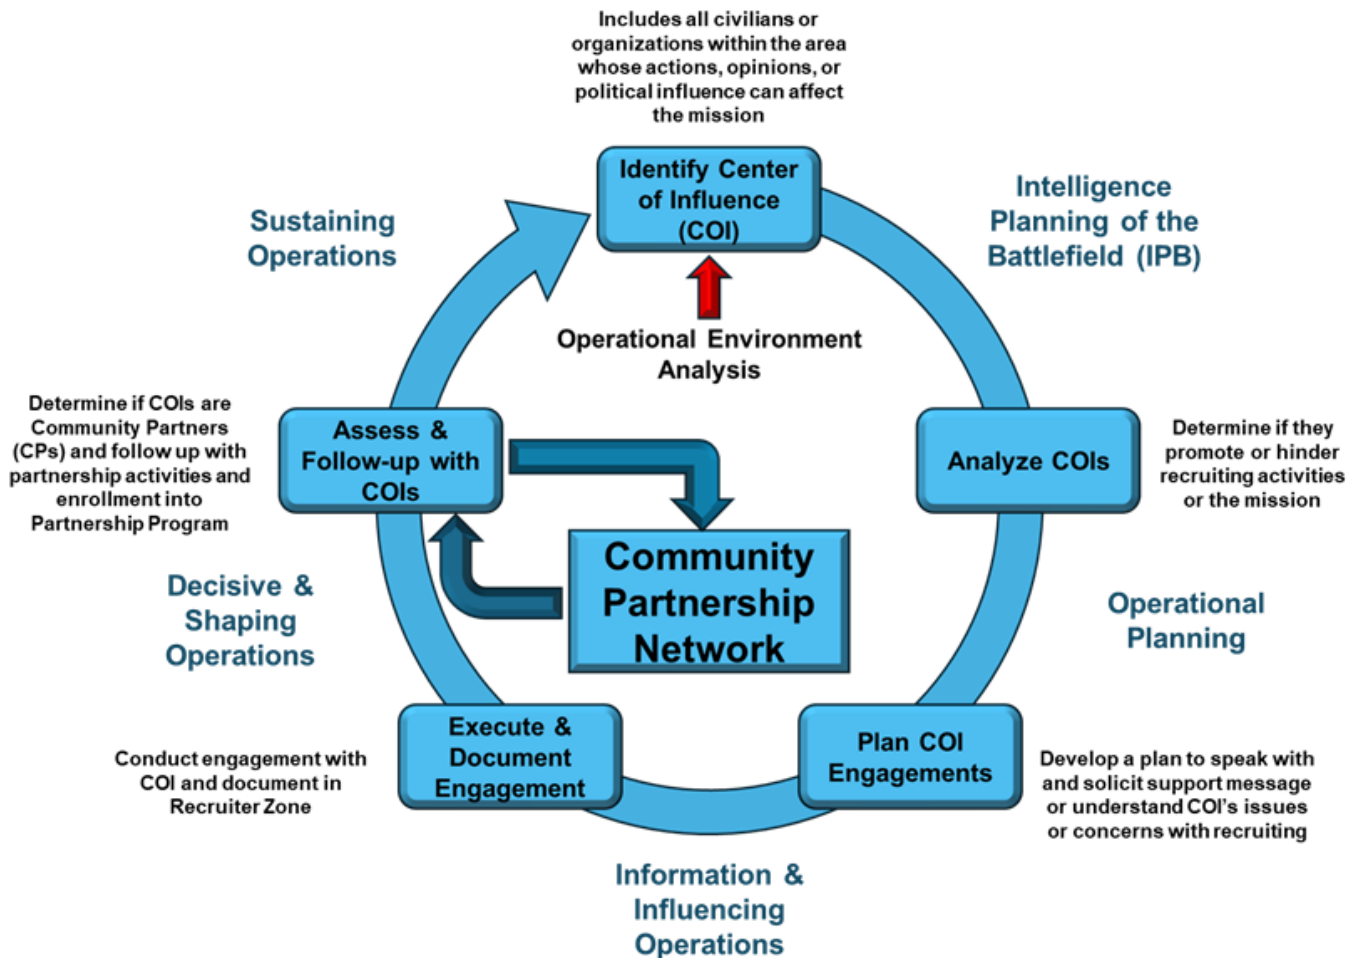 Includes all civilians or
organizations within the area
whose actions, opinions, or
political influence can affect
the mission
Identify Center
of Influence
(COI)
Intelligence
Planning of the
Battlefield (IPB)
Sustaining
Operations
Operational Environment
Analysis
Determine if COIs are
Community Partners
(CPs) and follow up with
partnership activities and
enrollment into
Partnership Program
Assess &
Follow-up with
COIs
Analyze COIs
Determine if they
promote or hinder
recruiting activities
or the mission
Community
Partnership
Network
Decisive &
Shaping
Operations
Operational
Planning
Execute &
Document
Engagement
Conduct engagement with
COI and document in
Recruiter Zone
Plan COI
Engagements
Develop a plan to speak with
and solicit support message
or understand COI's issues
or concerns with recruiting
Information &
Influencing
Operations